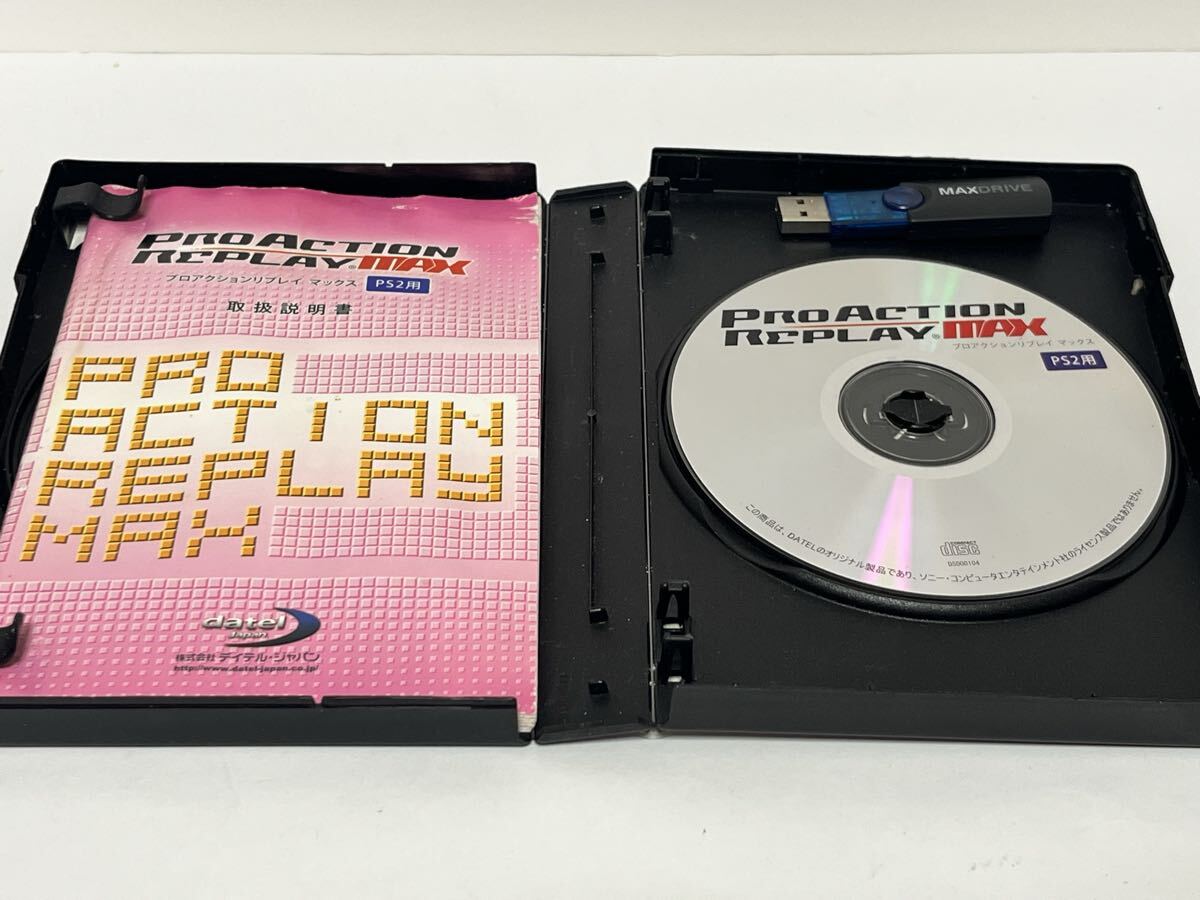 PRO ACTION
REPLAY® MAX
プロアクションリプレイ マックス PS2用
取扱説明書
PRO
ACTION
REPLAY
MAX
datel
Japan
株式会社 デイテル・ジャパン
http://www.datel-japan.co.jp/
MAXDRIVE
PRO ACTION
REPLAY® MAX
プロアクションリプレイ マックス
PS2用
COMPACT
disc
DS000104
この商品は、DATELのオリジナル製品であり、ソニー・コンピュータエンタテインメント社のライセンス製品ではありません。